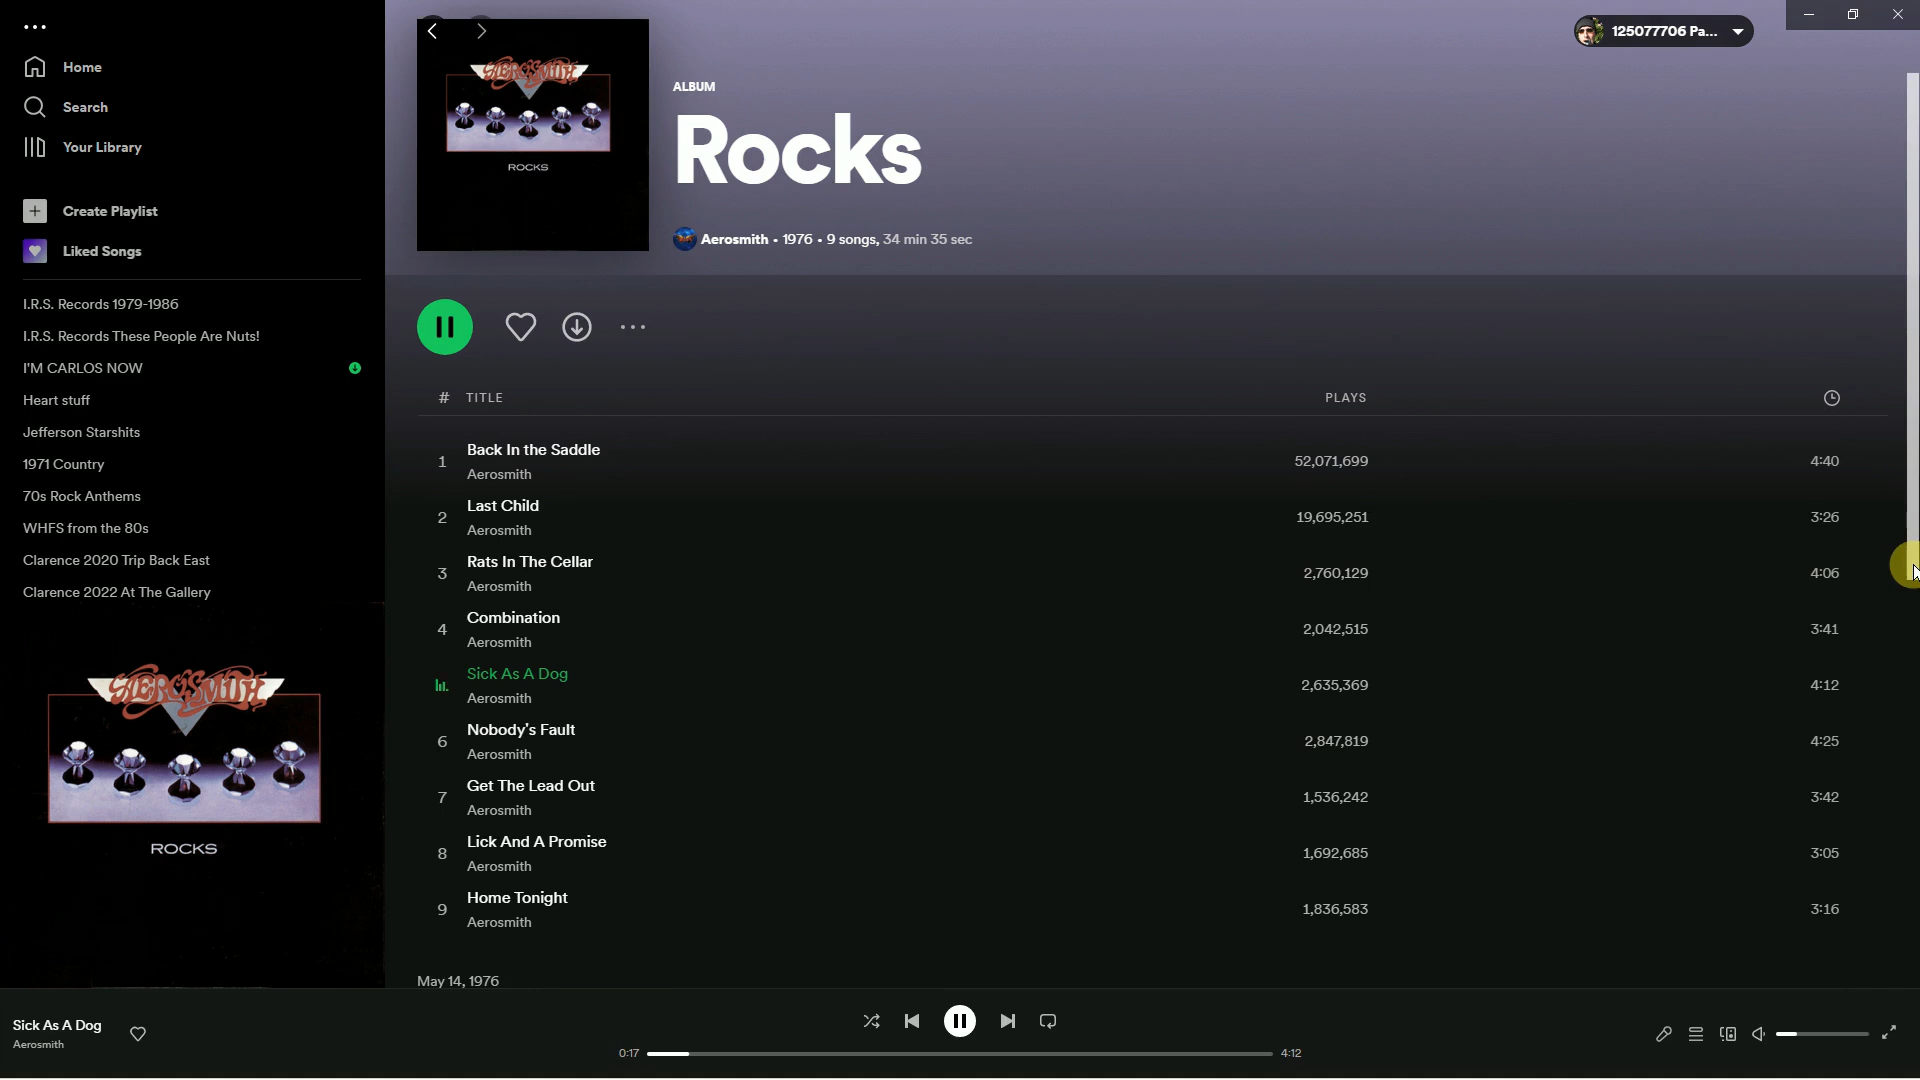 Home
Search
Your Library
Create Playlist
Liked Songs
I.R.S. Records 1979-1986
I.R.S. Records These People Are Nuts!
I'M CARLOS NOW
Heart stuff
Jefferson Starshits
1971 Country
70s Rock Anthems
WHFS from the 80s
Clarence 2020 Trip Back East
Clarence 2022 At The Gallery
AEROSMITH
ROCKS
125077706 Pa...
AEROSMITH
ROCKS
ALBUM
Rocks
Aerosmith • 1976 • 9 songs, 34 min 35 sec
# TITLE PLAYS
1 Back In the Saddle 52,071,699 4:40
Aerosmith
2 Last Child 19,695,251 3:26
Aerosmith
3 Rats In The Cellar 2,760,129 4:06
Aerosmith
4 Combination 2,042,515 3:41
Aerosmith
Sick As A Dog 2,635,369 4:12
Aerosmith
6 Nobody's Fault 2,847,819 4:25
Aerosmith
7 Get The Lead Out 1,536,242 3:42
Aerosmith
8 Lick And A Promise 1,692,685 3:05
Aerosmith
9 Home Tonight 1,836,583 3:16
Aerosmith
May 14, 1976
Sick As A Dog
Aerosmith
0:17 4:12